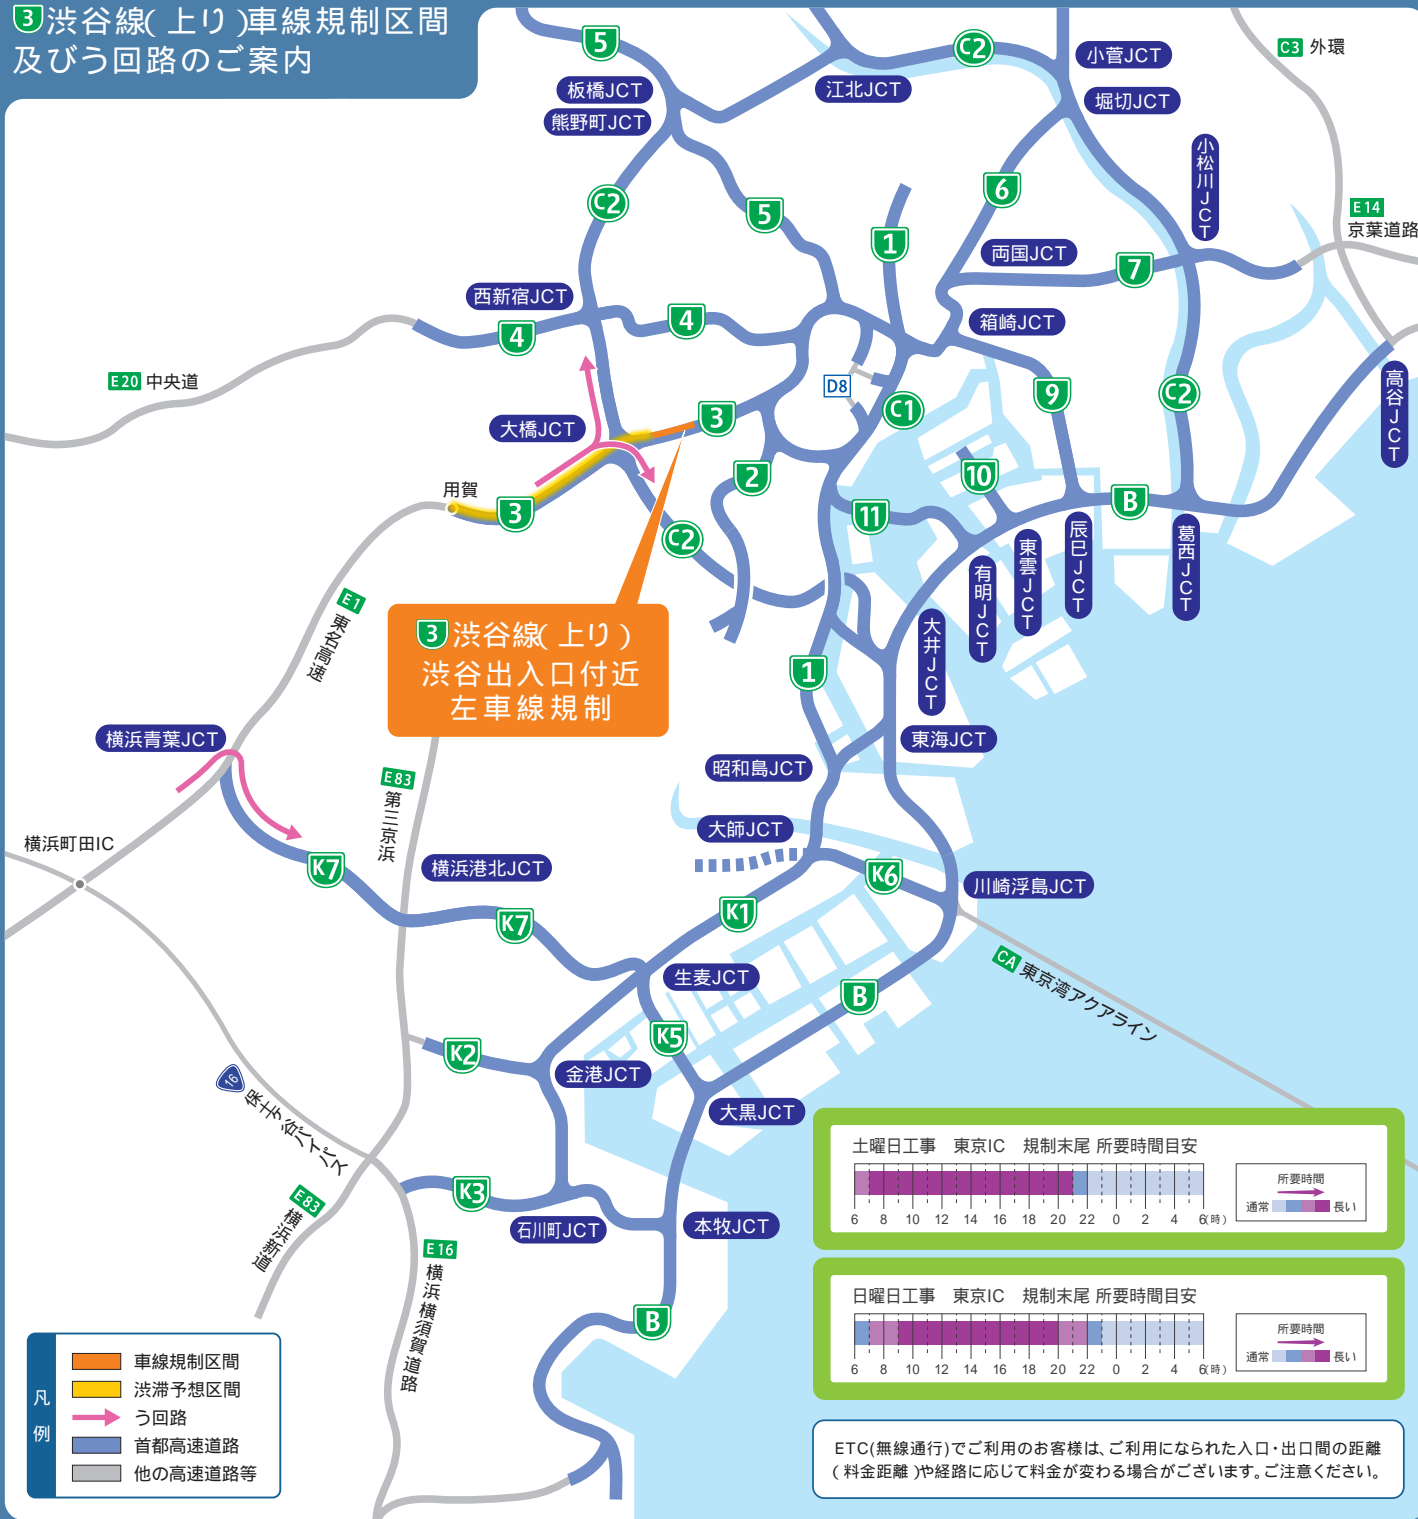 3 渋谷線(上り)車線規制区間
及びう回路のご案内
5
C2
C3 外環
小菅JCT
板橋JCT
江北JCT
堀切JCT
熊野町JCT
小松川JCT
6
C2
5
E14
京葉道路
1
両国JCT
7
西新宿JCT
4
4
箱崎JCT
E20 中央道
D8
9
C2
高谷JCT
C1
大橋JCT
3
2
10
用賀
3
11
B
C2
辰巳JCT
葛西JCT
東雲JCT
有明JCT
E1
東名高速
大井JCT
3 渋谷線(上り)
渋谷出入口付近
左車線規制
1
横浜青葉JCT
東海JCT
昭和島JCT
E83
第三京浜
大師JCT
横浜町田IC
K7
横浜港北JCT
K6
川崎浮島JCT
K7
K1
CA 東京湾アクアライン
生麦JCT
B
K5
K2
金港JCT
16
保土ヶ谷バイパス
大黒JCT
K3
E83
横浜新道
石川町JCT
本牧JCT
E16
横浜横須賀道路
B
土曜日工事 東京IC 規制末尾 所要時間目安
6 8 10 12 14 16 18 20 22 0 2 4 6(時)
所要時間
通常 長い
日曜日工事 東京IC 規制末尾 所要時間目安
6 8 10 12 14 16 18 20 22 0 2 4 6(時)
所要時間
通常 長い
凡例
車線規制区間
渋滞予想区間
う回路
首都高速道路
他の高速道路等
ETC(無線通行)でご利用のお客様は、ご利用になられた入口・出口間の距離
(料金距離)や経路に応じて料金が変わる場合がございます。ご注意ください。